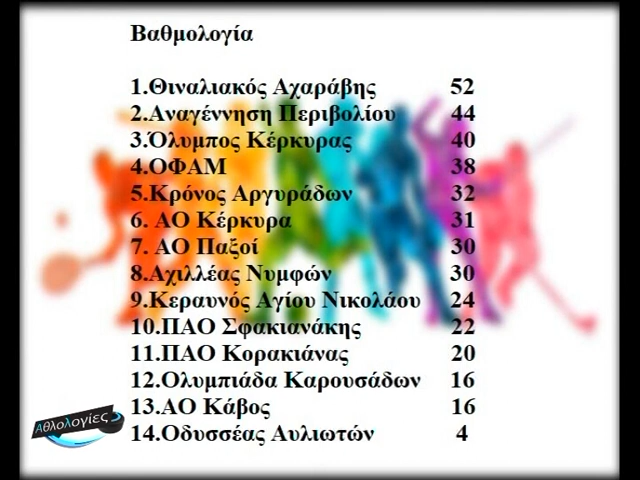 Βαθμολογία
1.Θιναλιακός Αχαράβης 52
2.Αναγέννηση Περιβολίου 44
3.Όλυμπος Κέρκυρας 40
4.ΟΦΑΜ 38
5.Κρόνος Αργυράδων 32
6. ΑΟ Κέρκυρα 31
7. ΑΟ Παξοί 30
8.Αχιλλέας Νυμφών 30
9.Κεραυνός Αγίου Νικολάου 24
10.ΠΑΟ Σφακιανάκης 22
11.ΠΑΟ Κορακιάνας 20
12.Ολυμπιάδα Καρουσάδων 16
13.ΑΟ Κάβος 16
14.Οδυσσέας Αυλιωτών 4
Αθλολογίες